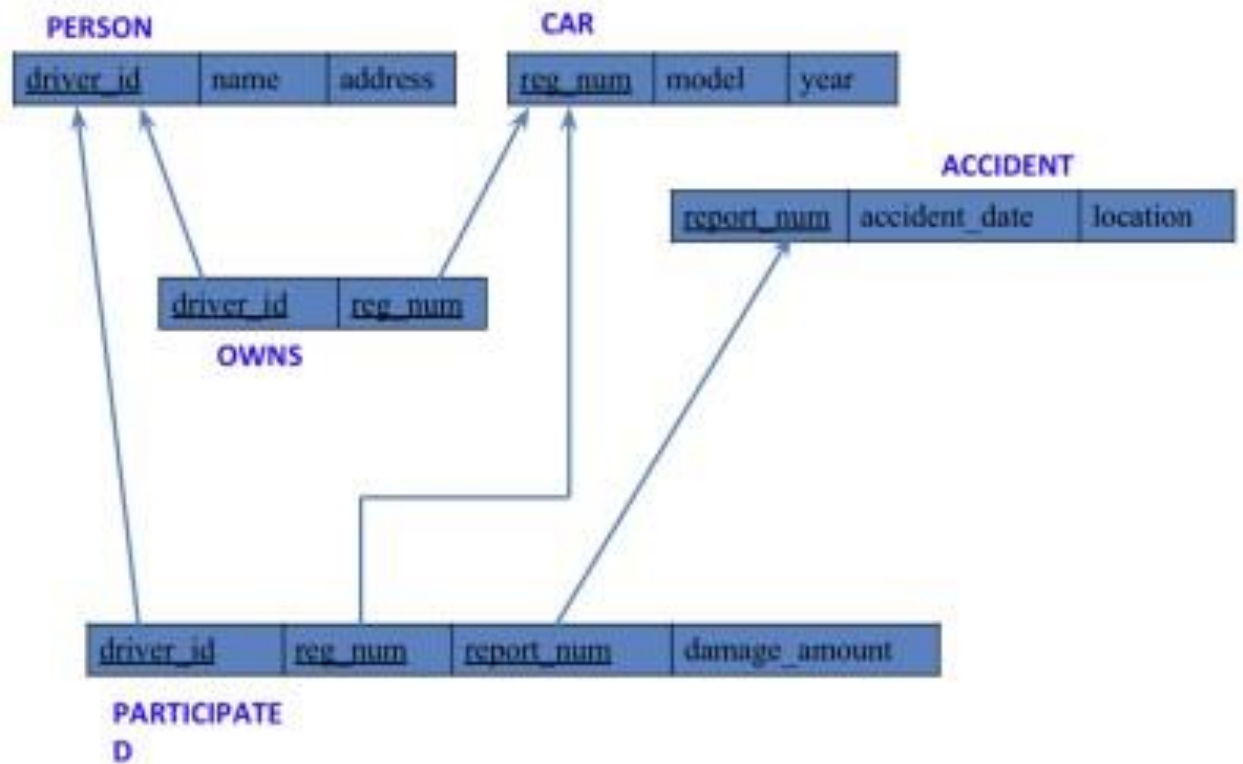 PERSON
driver_id name address
CAR
reg_num model year
ACCIDENT
report_num accident_date location
driver_id reg_num
OWNS
driver_id reg_num report_num damage_amount
PARTICIPATE
D